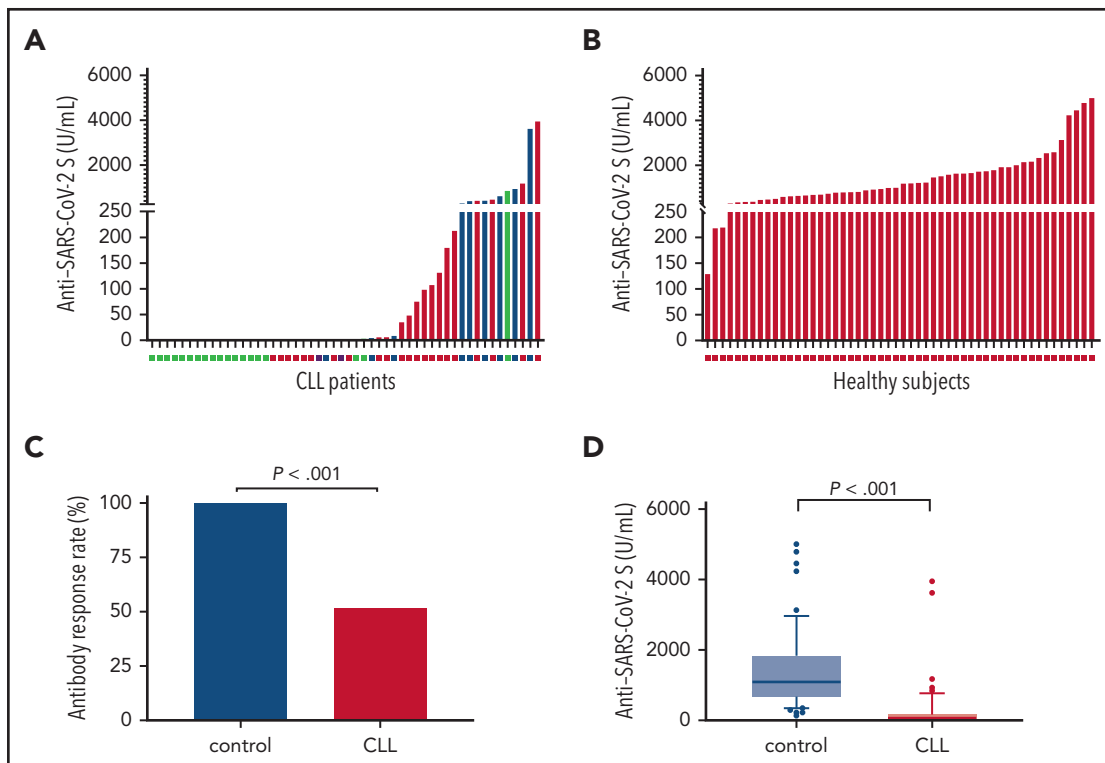 A
Anti–SARS-CoV-2 S (U/mL)
6000
4000
2000
250
200
150
100
50
0
CLL patients
B
Anti–SARS-CoV-2 S (U/mL)
6000
4000
2000
250
200
150
100
50
0
Healthy subjects
C
P < .001
Antibody response rate (%)
100
75
50
25
0
control
CLL
D
P < .001
Anti–SARS-CoV-2 S (U/mL)
6000
4000
2000
0
control
CLL